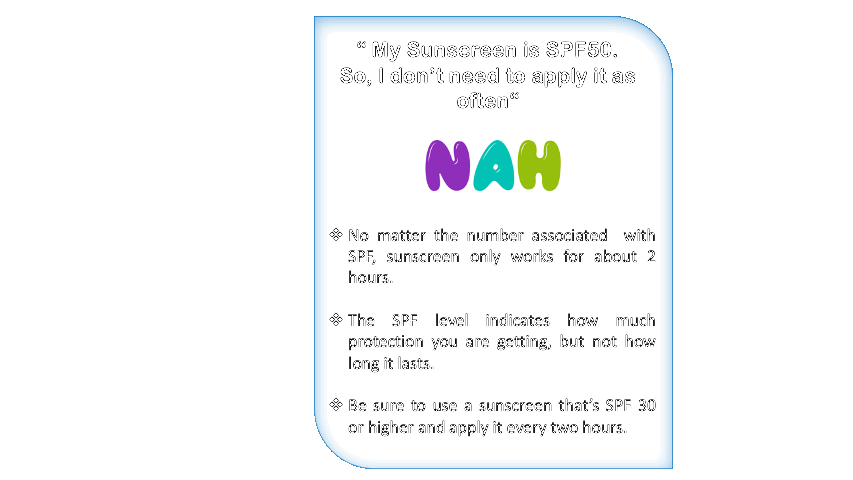 “ My Sunscreen is SPF50.
So, I don’t need to apply it as
often“
NAH
❖ No matter the number associated with
SPF, sunscreen only works for about 2
hours.
❖ The SPF level indicates how much
protection you are getting, but not how
long it lasts.
❖ Be sure to use a sunscreen that’s SPF 30
or higher and apply it every two hours.